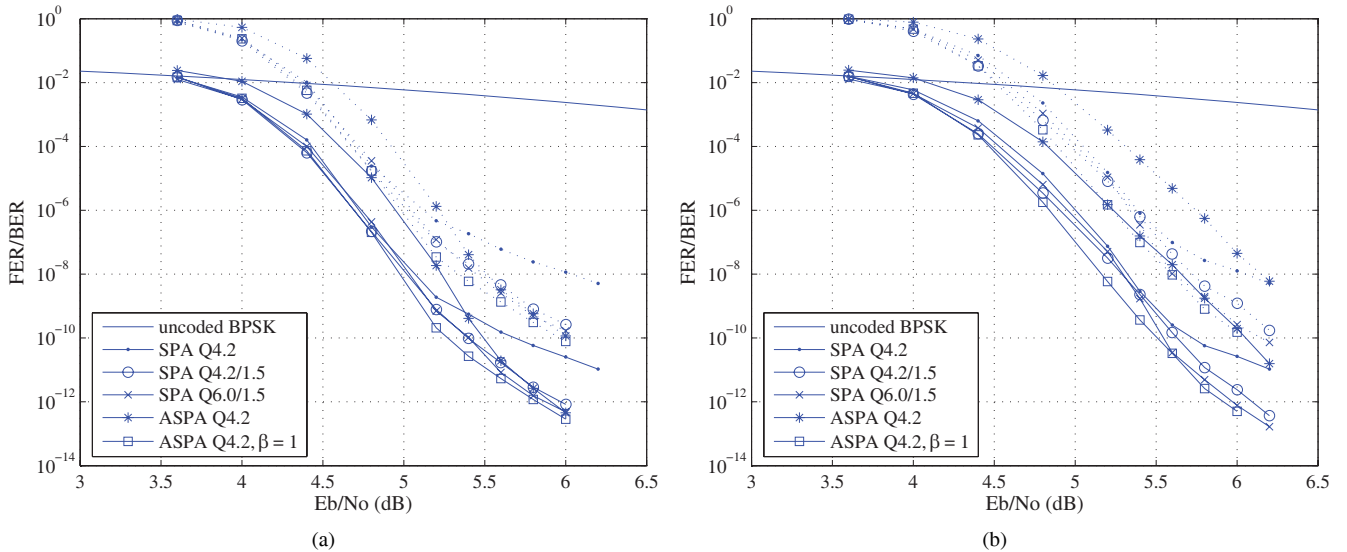 10^0
10^−2
10^−4
10^−6
10^−8
10^−10
10^−12
10^−14
FER/BER
3 3.5 4 4.5 5 5.5 6 6.5
Eb/No (dB)
uncoded BPSK
SPA Q4.2
SPA Q4.2/1.5
SPA Q6.0/1.5
ASPA Q4.2
ASPA Q4.2, β = 1
(a)
10^0
10^−2
10^−4
10^−6
10^−8
10^−10
10^−12
10^−14
FER/BER
3 3.5 4 4.5 5 5.5 6 6.5
Eb/No (dB)
uncoded BPSK
SPA Q4.2
SPA Q4.2/1.5
SPA Q6.0/1.5
ASPA Q4.2
ASPA Q4.2, β = 1
(b)